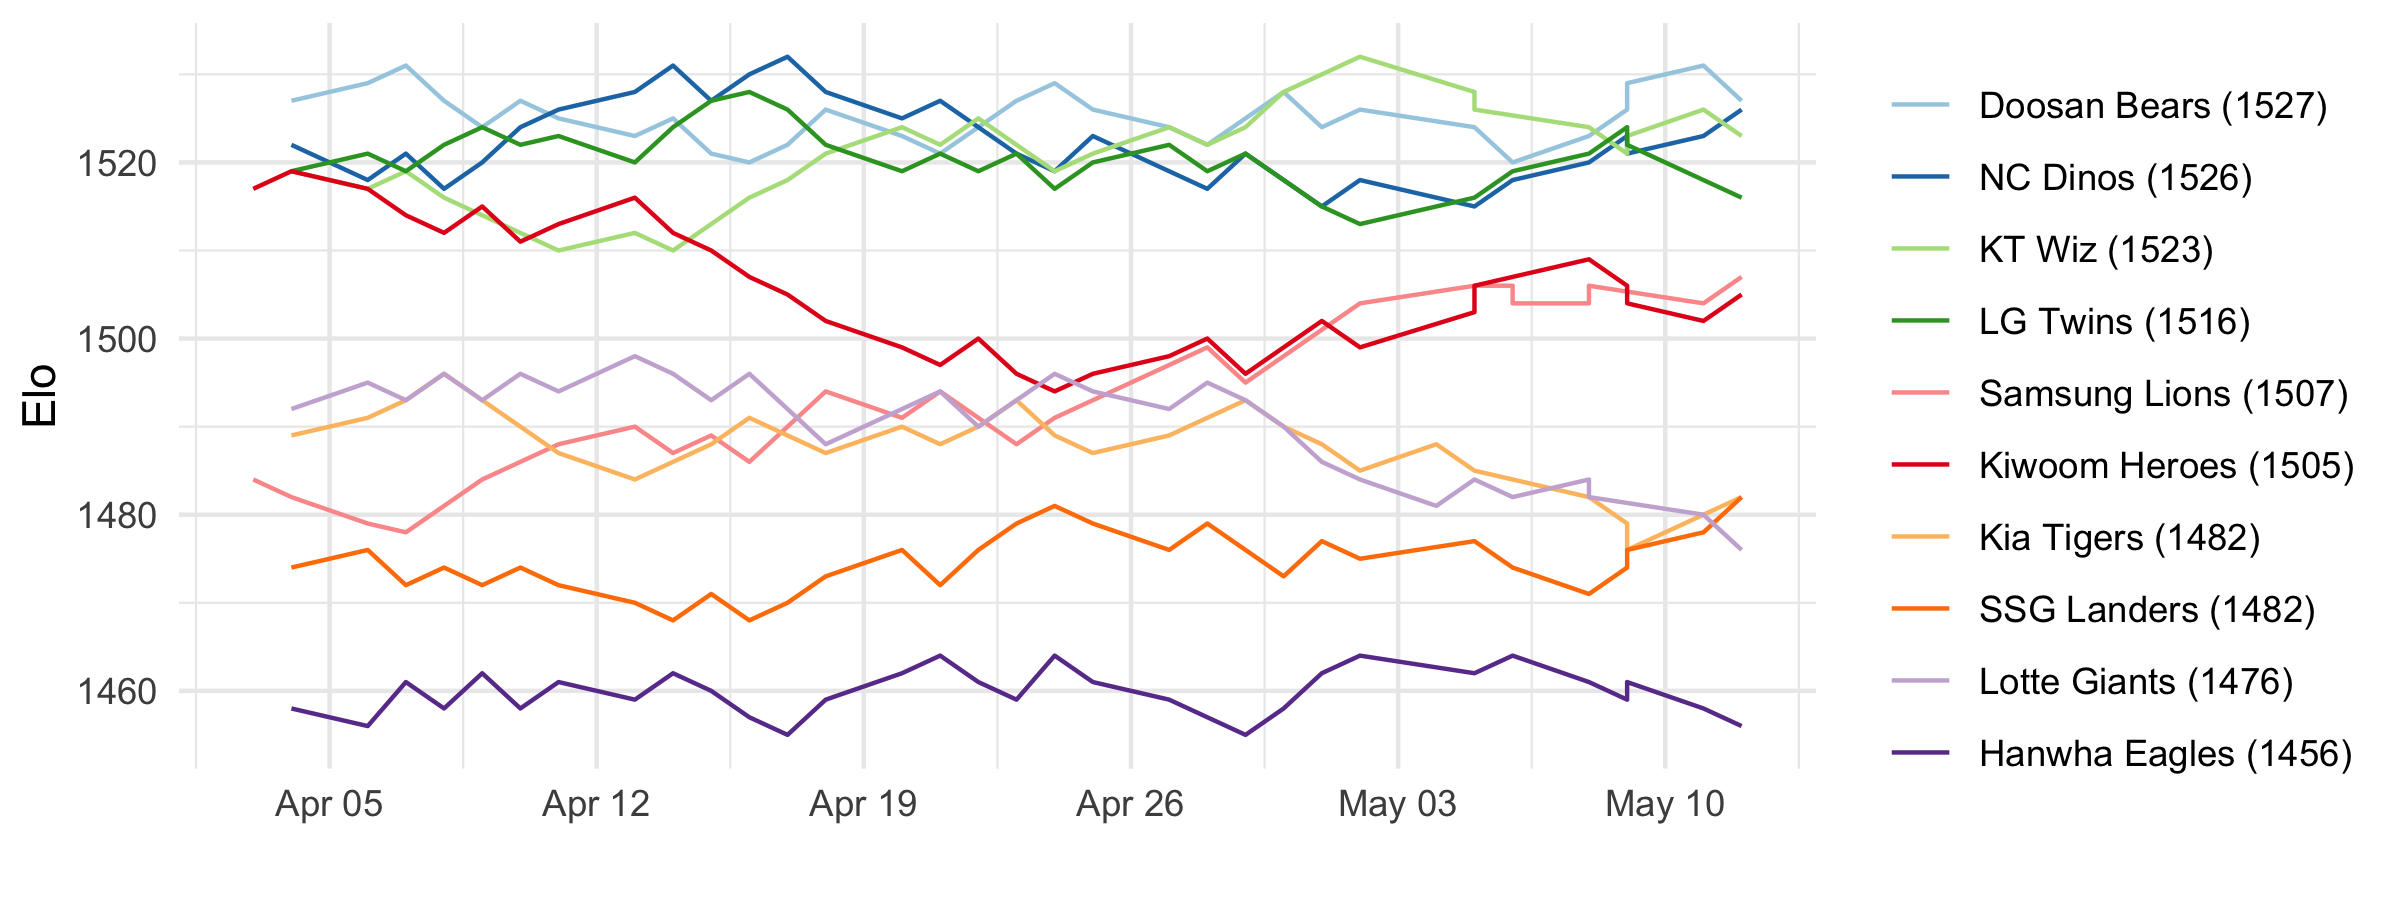 Elo
1520
1500
1480
1460
Apr 05
Apr 12
Apr 19
Apr 26
May 03
May 10
Doosan Bears (1527)
NC Dinos (1526)
KT Wiz (1523)
LG Twins (1516)
Samsung Lions (1507)
Kiwoom Heroes (1505)
Kia Tigers (1482)
SSG Landers (1482)
Lotte Giants (1476)
Hanwha Eagles (1456)